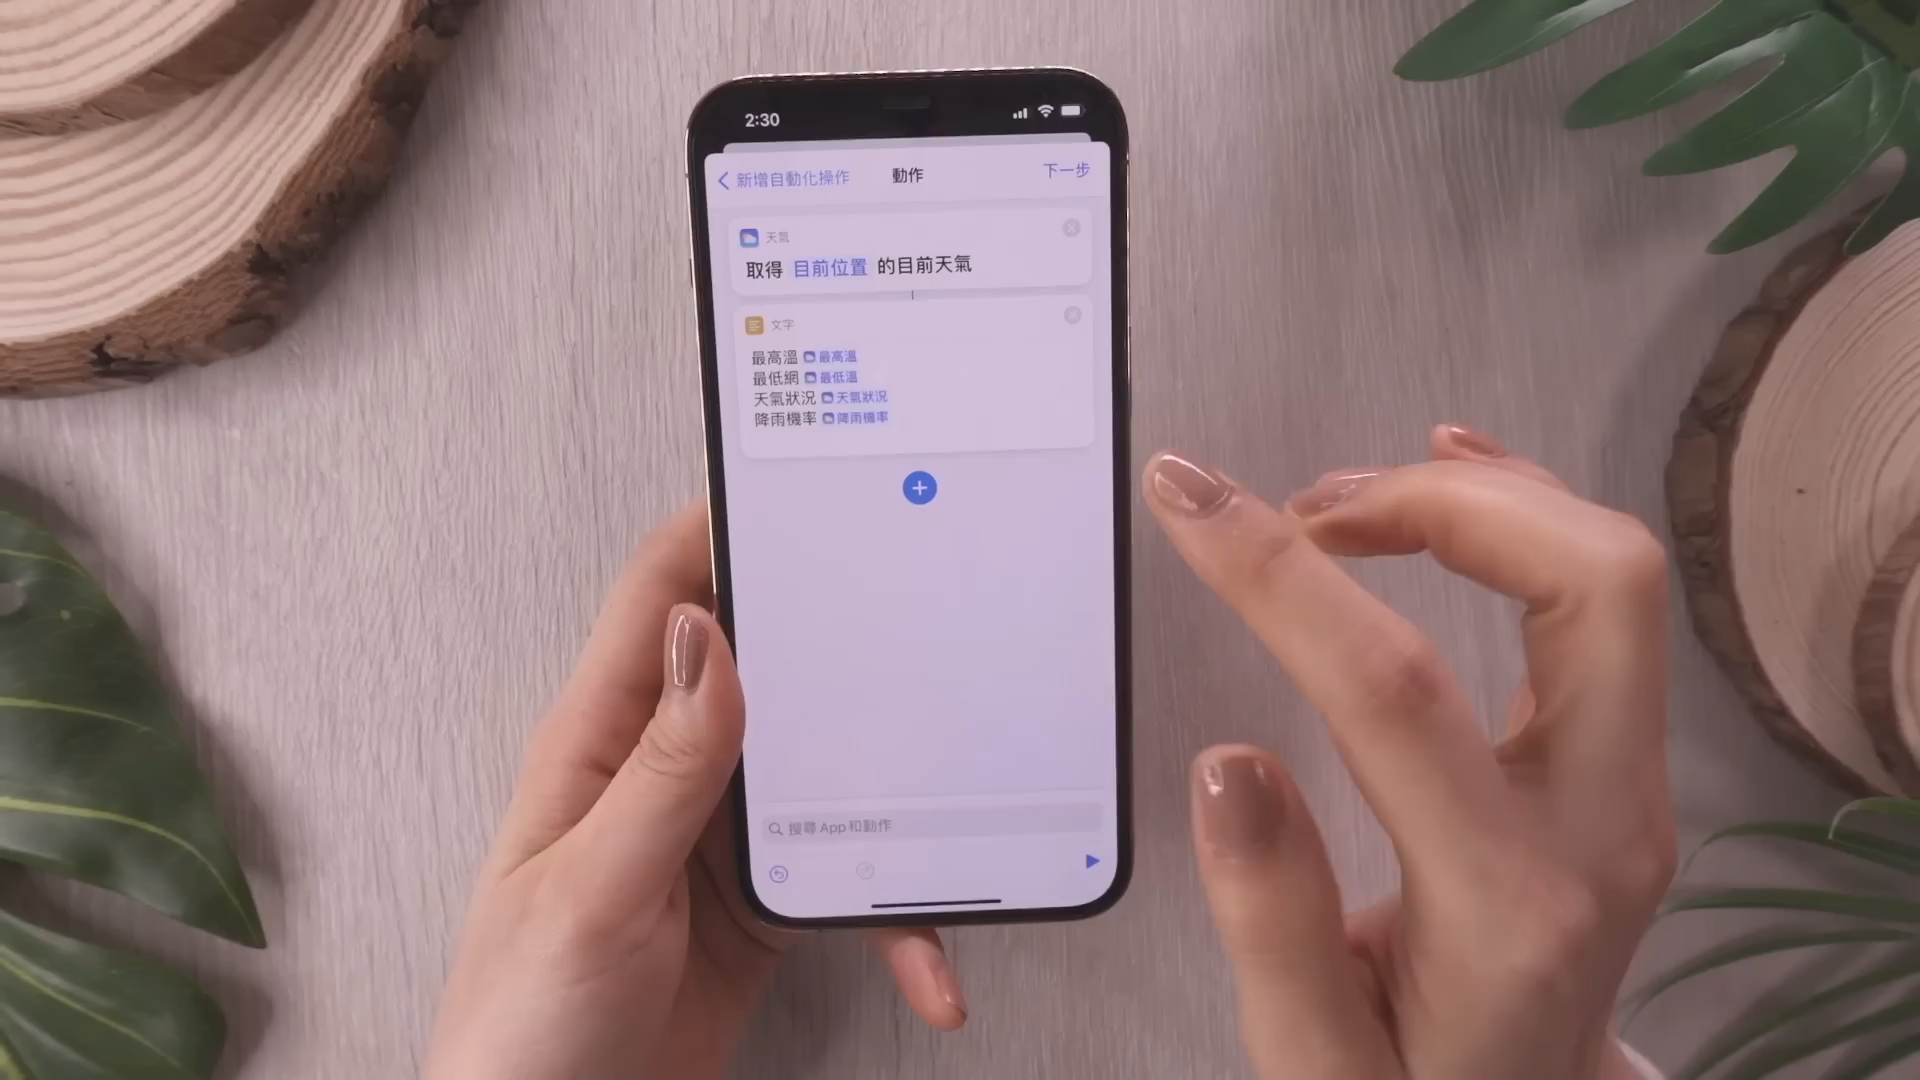 2:30
新增自動化操作 動作 下一步
天氣
取得 目前位置 的目前天氣
文字
最高溫 最高溫
最低網 最低溫
天氣狀況 天氣狀況
降雨機率 降雨機率
搜尋 App 和動作